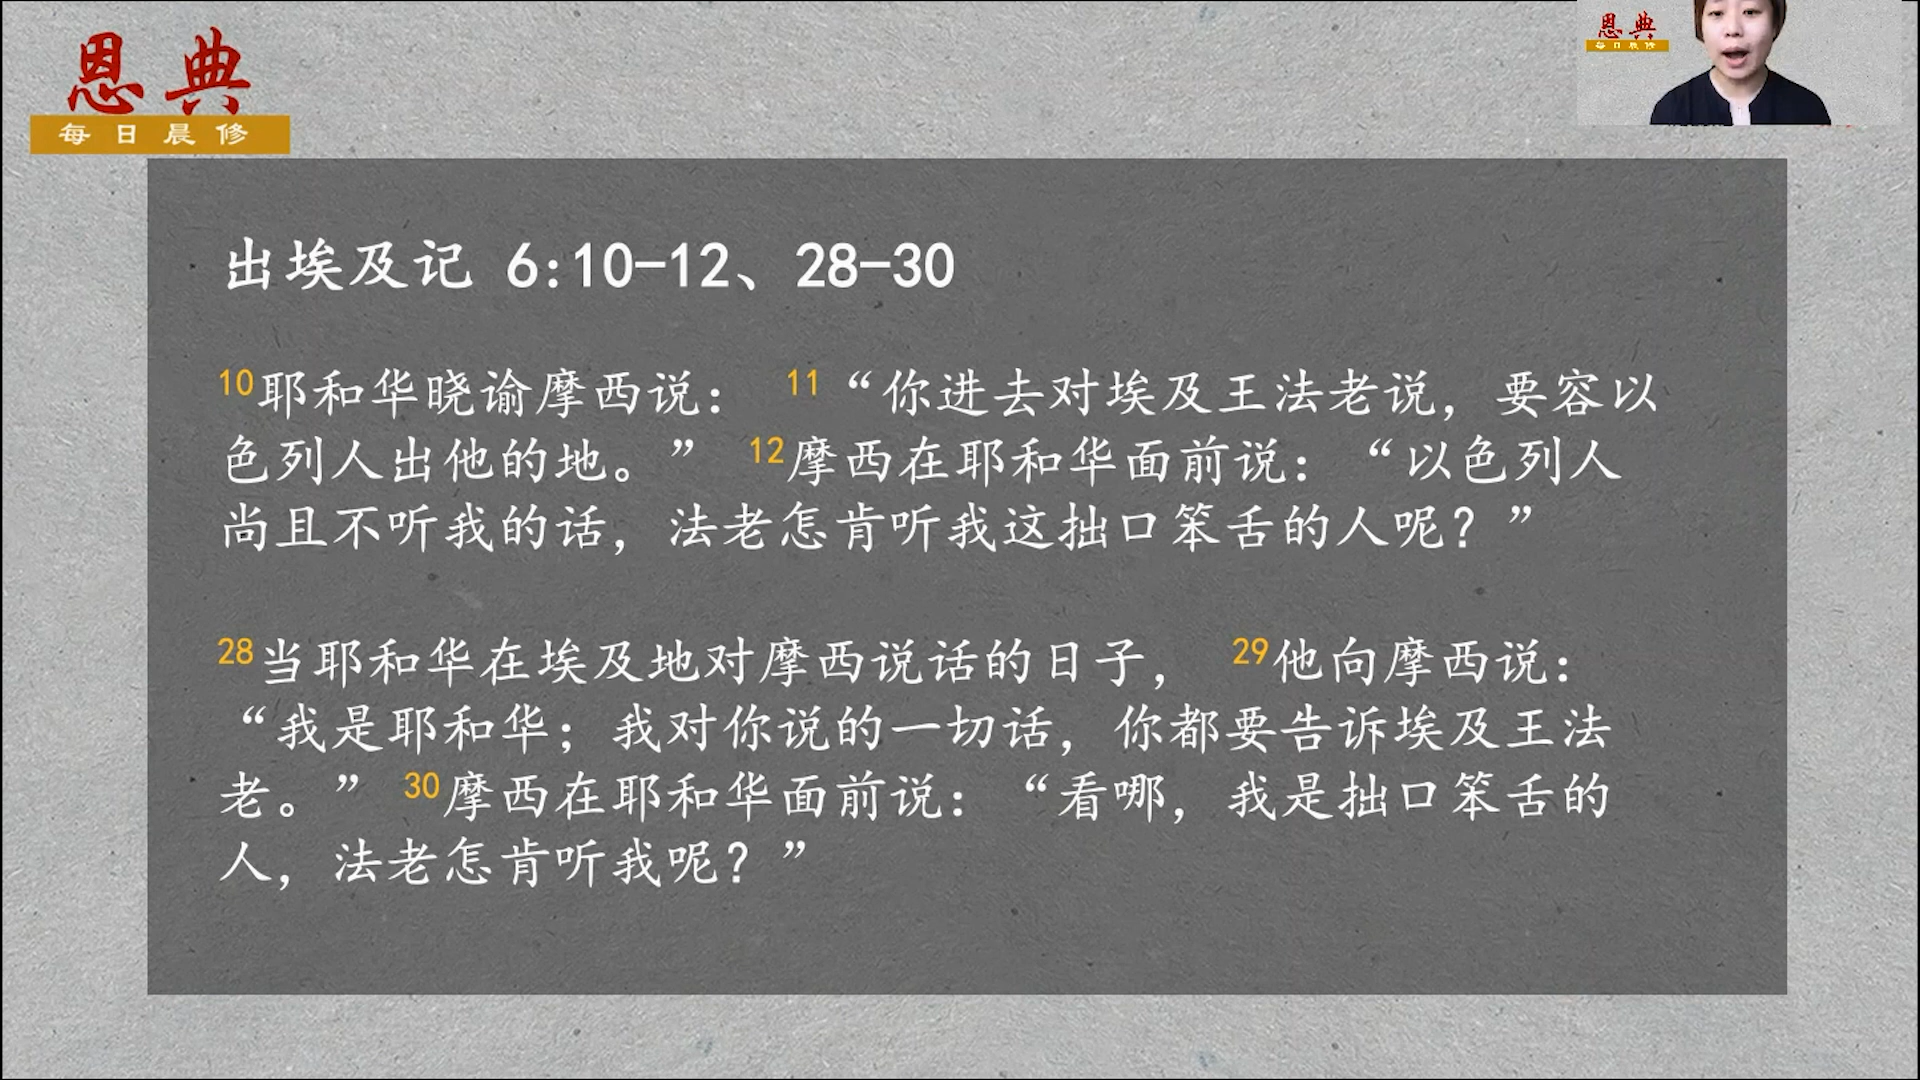 恩典
每日晨修
恩典
每日晨修
出埃及记 6:10-12、28-30
10耶和华晓谕摩西说： 11“你进去对埃及王法老说，要容以
色列人出他的地。” 12摩西在耶和华面前说：“以色列人
尚且不听我的话，法老怎肯听我这拙口笨舌的人呢？”
28当耶和华在埃及地对摩西说话的日子， 29他向摩西说：
“我是耶和华；我对你说的一切话，你都要告诉埃及王法
老。” 30摩西在耶和华面前说：“看哪，我是拙口笨舌的
人，法老怎肯听我呢？”